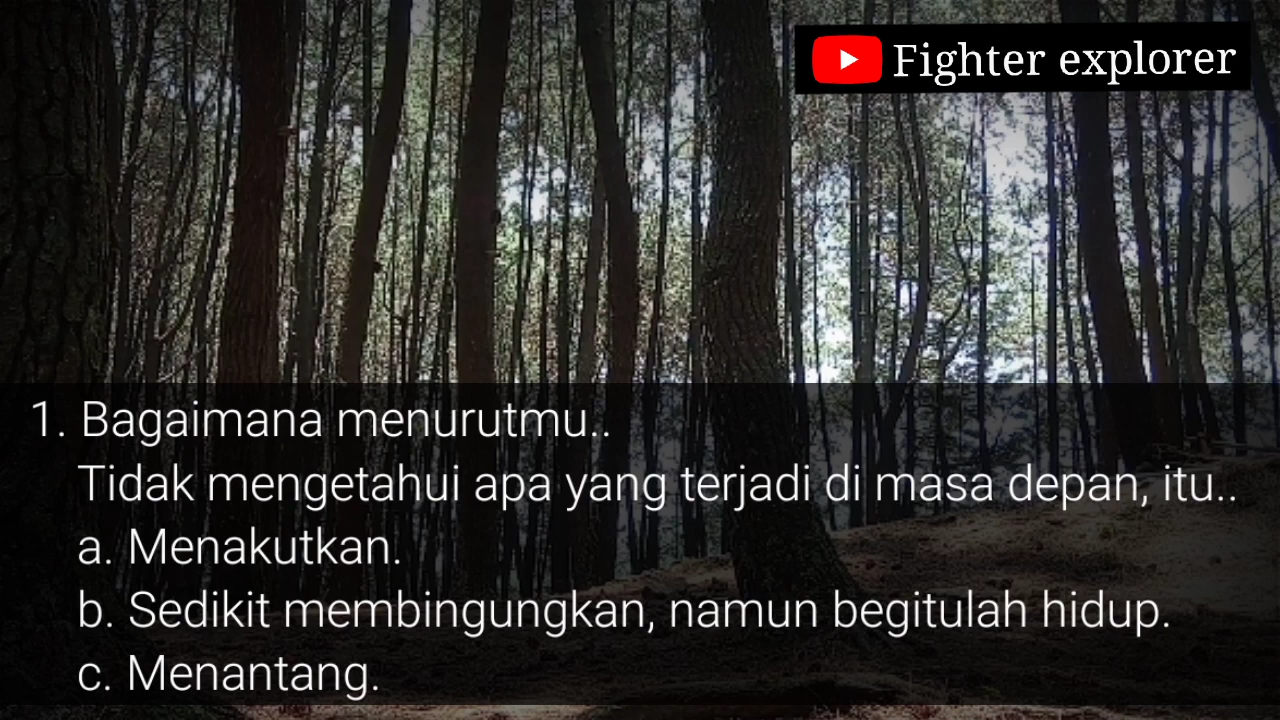 Fighter explorer
1. Bagaimana menurutmu..
Tidak mengetahui apa yang terjadi di masa depan, itu..
a. Menakutkan.
b. Sedikit membingungkan, namun begitulah hidup.
c. Menantang.